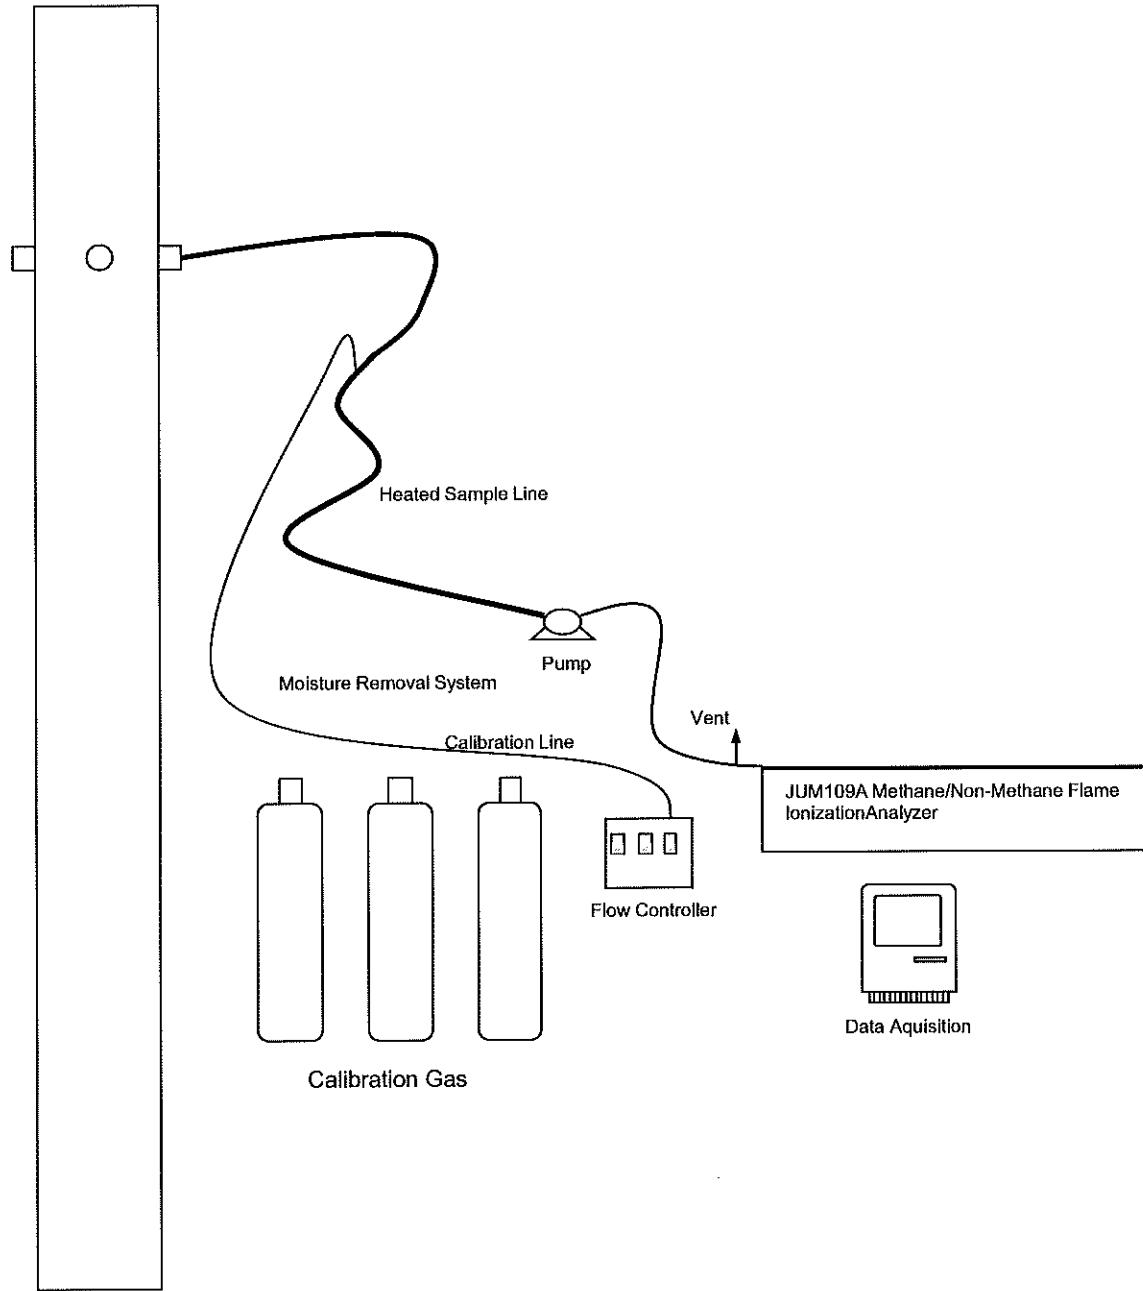 Heated Sample Line
Pump
Moisture Removal System
Vent
Calibration Line
JUM109A Methane/Non-Methane Flame
IonizationAnalyzer
Flow Controller
Data Aquisition
Calibration Gas